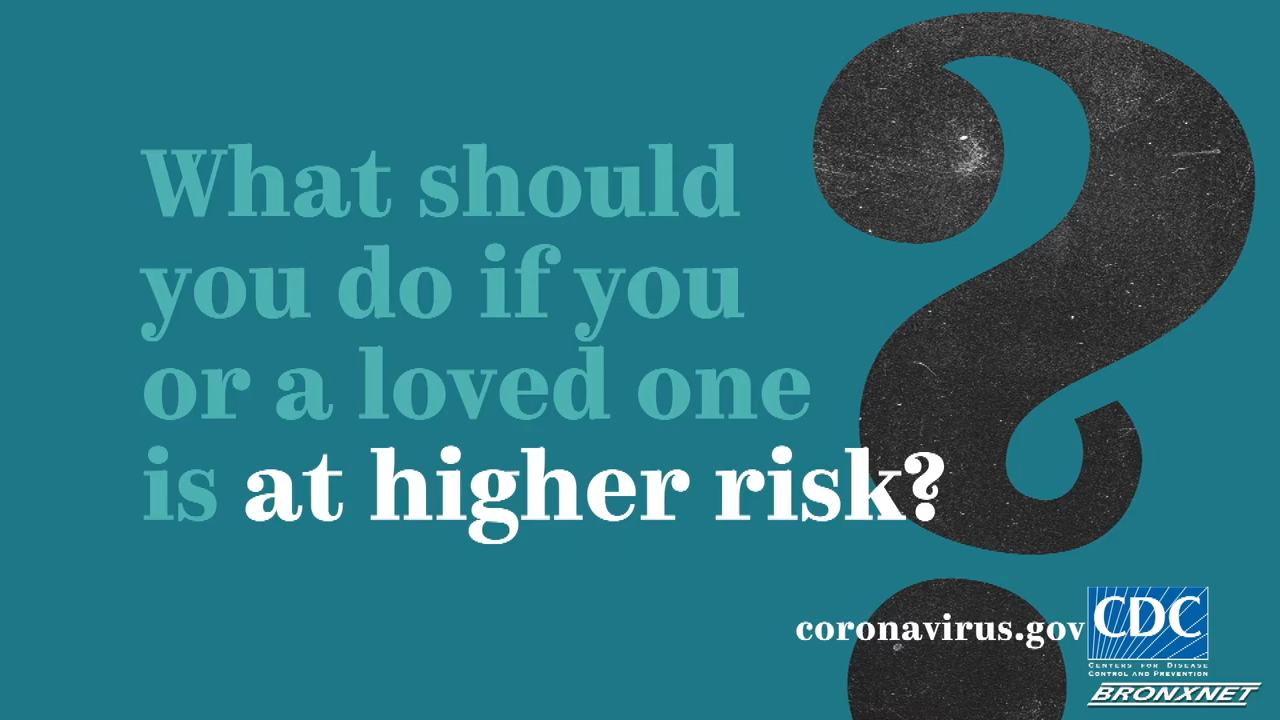 What should
you do if you
or a loved one
is at higher risk?
coronavirus.gov
CDC
CENTERS FOR DISEASE
CONTROL AND PREVENTION
BRONXNET